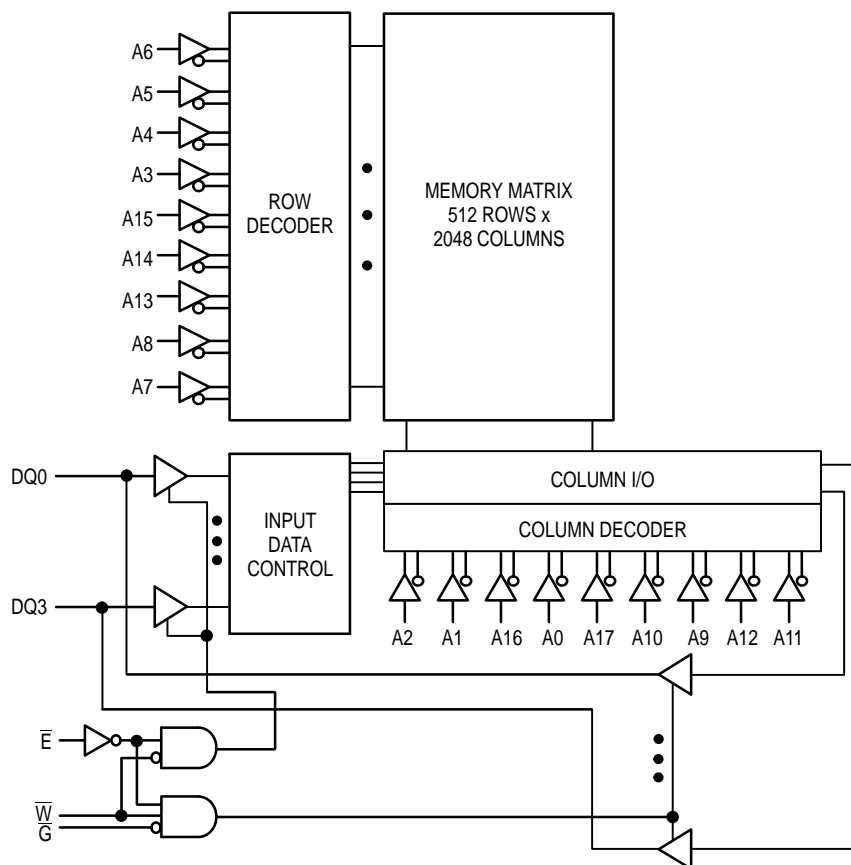 A6
A5
A4
A3
A15
A14
A13
A8
A7
ROW
DECODER
MEMORY MATRIX
512 ROWS x
2048 COLUMNS
DQ0
DQ3
INPUT
DATA
CONTROL
COLUMN I/O
COLUMN DECODER
A2 A1 A16 A0 A17 A10 A9 A12 A11
E̅
W̅
G̅